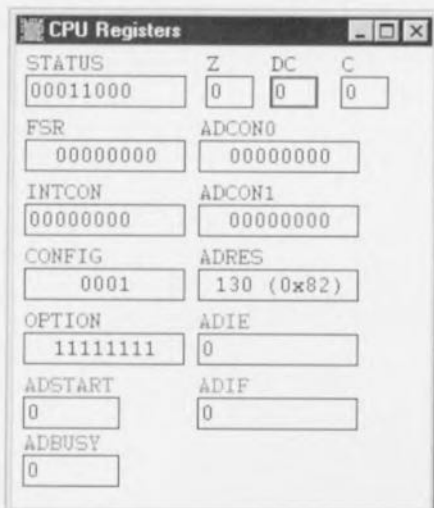 CPU Registers
STATUS Z DC C
00011000 0 0 0
FSR ADCON0
00000000 00000000
INTCON ADCON1
00000000 00000000
CONFIG ADRES
0001 130 (0x82)
OPTION ADIE
11111111 0
ADSTART ADIF
0 0
ADBUSY
0